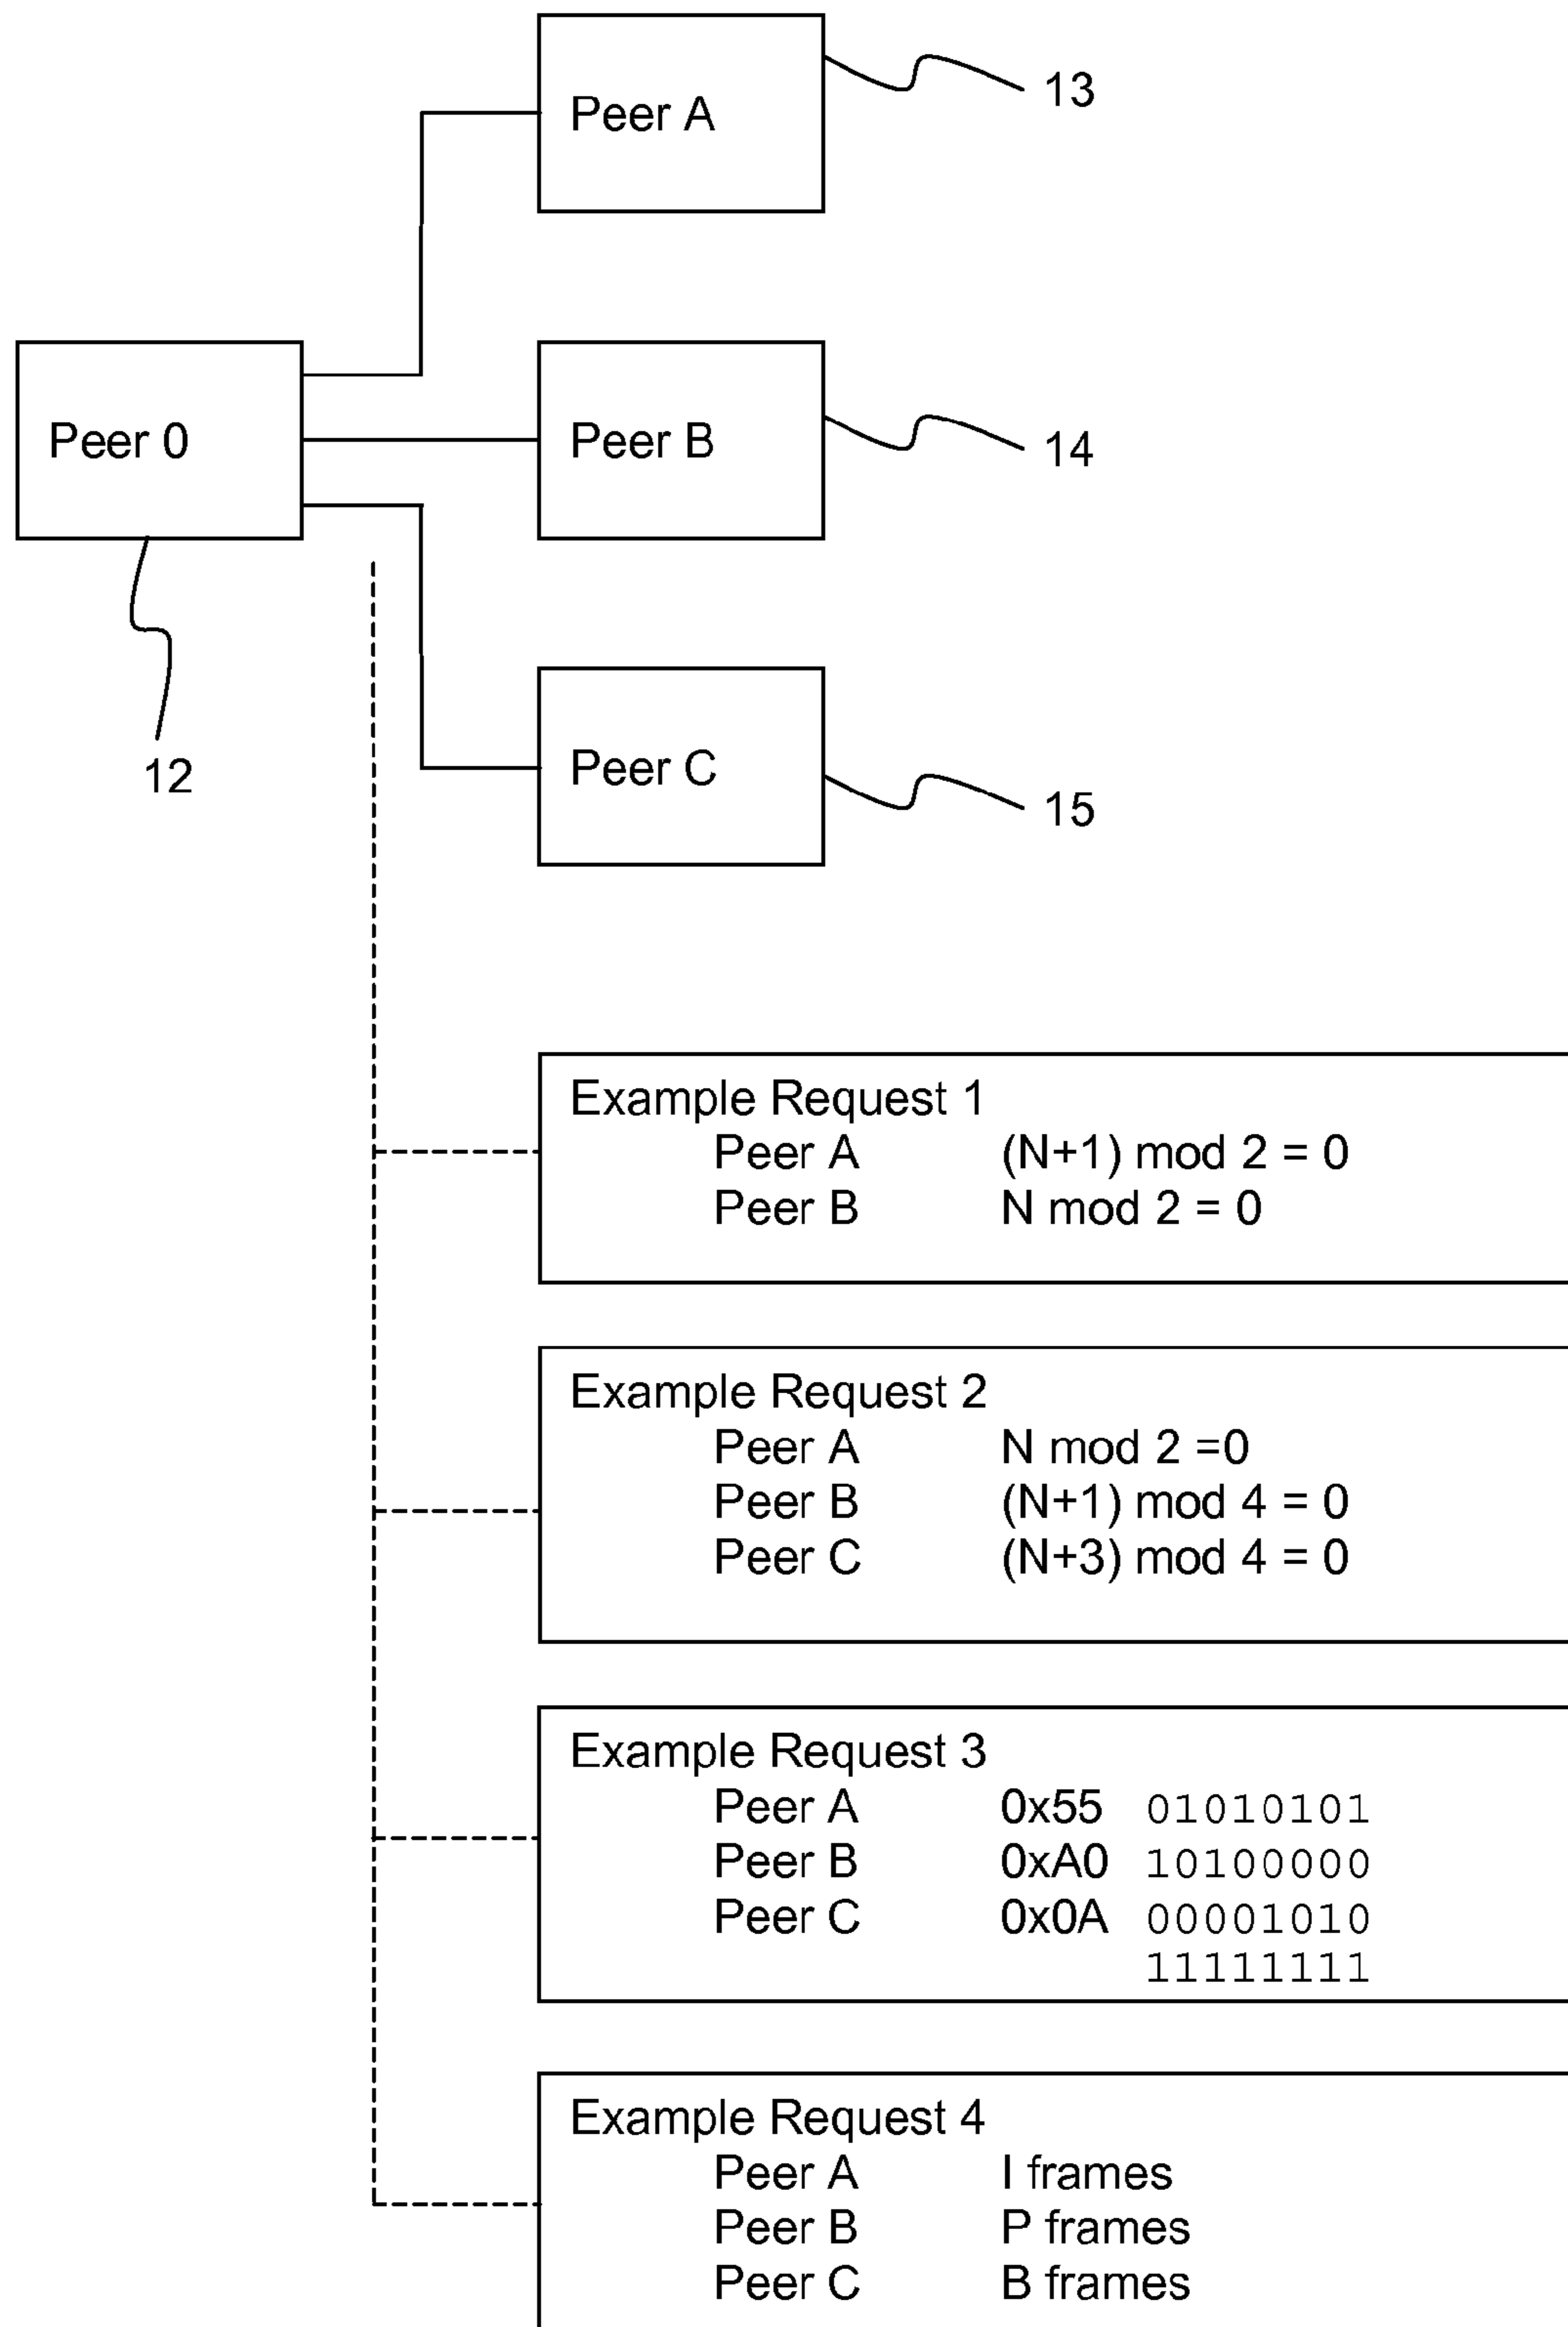 Peer A
13
Peer 0
Peer B
14
12
Peer C
15
Example Request 1
Peer A (N+1) mod 2 = 0
Peer B N mod 2 = 0
Example Request 2
Peer A N mod 2 =0
Peer B (N+1) mod 4 = 0
Peer C (N+3) mod 4 = 0
Example Request 3
Peer A 0x55 01010101
Peer B 0xA0 10100000
Peer C 0x0A 00001010
11111111
Example Request 4
Peer A I frames
Peer B P frames
Peer C B frames